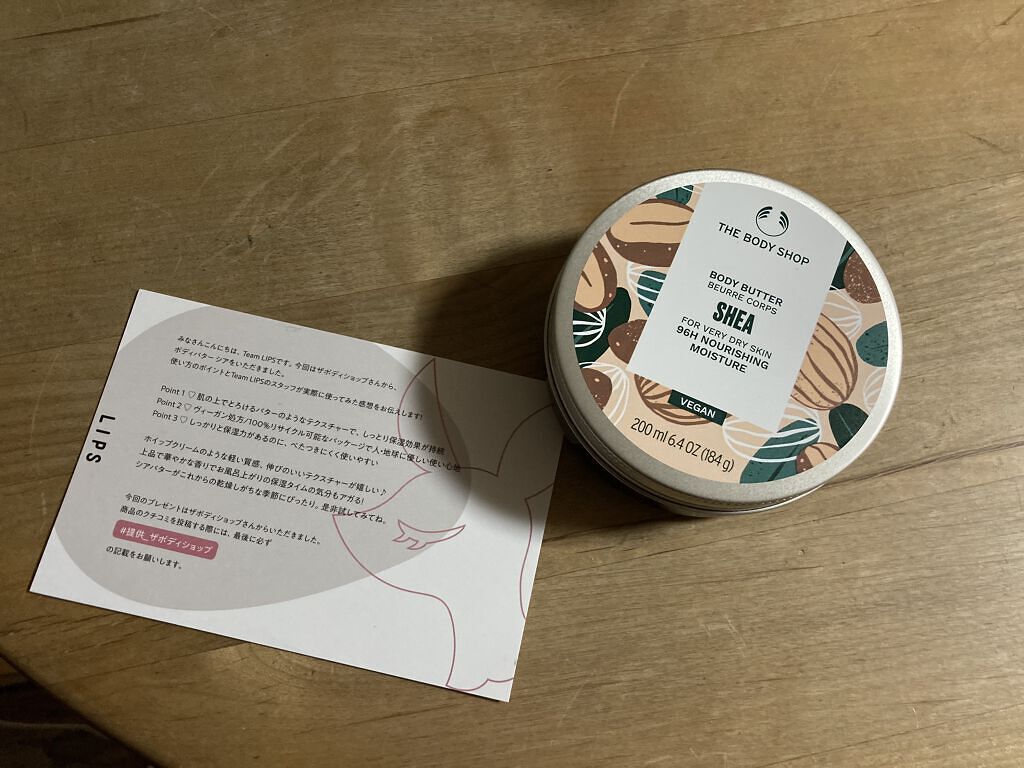 みなさんこんにちは、Team LIPSです。今回はザボディショップさんから、
ボディバター シアをいただきました。
使い方のポイントとTeam LIPSのスタッフが実際に使ってみた感想をお伝えします!
Point 1 ♡ 肌の上でとろけるバターのようなテクスチャーで、しっとり保湿効果が持続
Point 2 ♡ ヴィーガン処方/100%リサイクル可能なパッケージで人・地球に優しい使い心地
Point 3 ♡ しっかりと保湿力があるのに、べたつきにくく使いやすい
ホイップクリームのような軽い質感、伸びのいいテクスチャーが嬉しい♪
上品で華やかな香りでお風呂上がりの保湿タイムの気分もアガる!
シアバターがこれからの乾燥しがちな季節にぴったり。是非試してみてね。
今回のプレゼントはザボディショップさんからいただきました。
商品のクチコミを投稿する際には、最後に必ず
#提供_ザボディショップ
の記載をお願いします。
LIPS
THE BODY SHOP
BODY BUTTER
BEURRE CORPS
SHEA
FOR VERY DRY SKIN
96H NOURISHING
MOISTURE
VEGAN
200 ml 6.4 OZ (184 g)